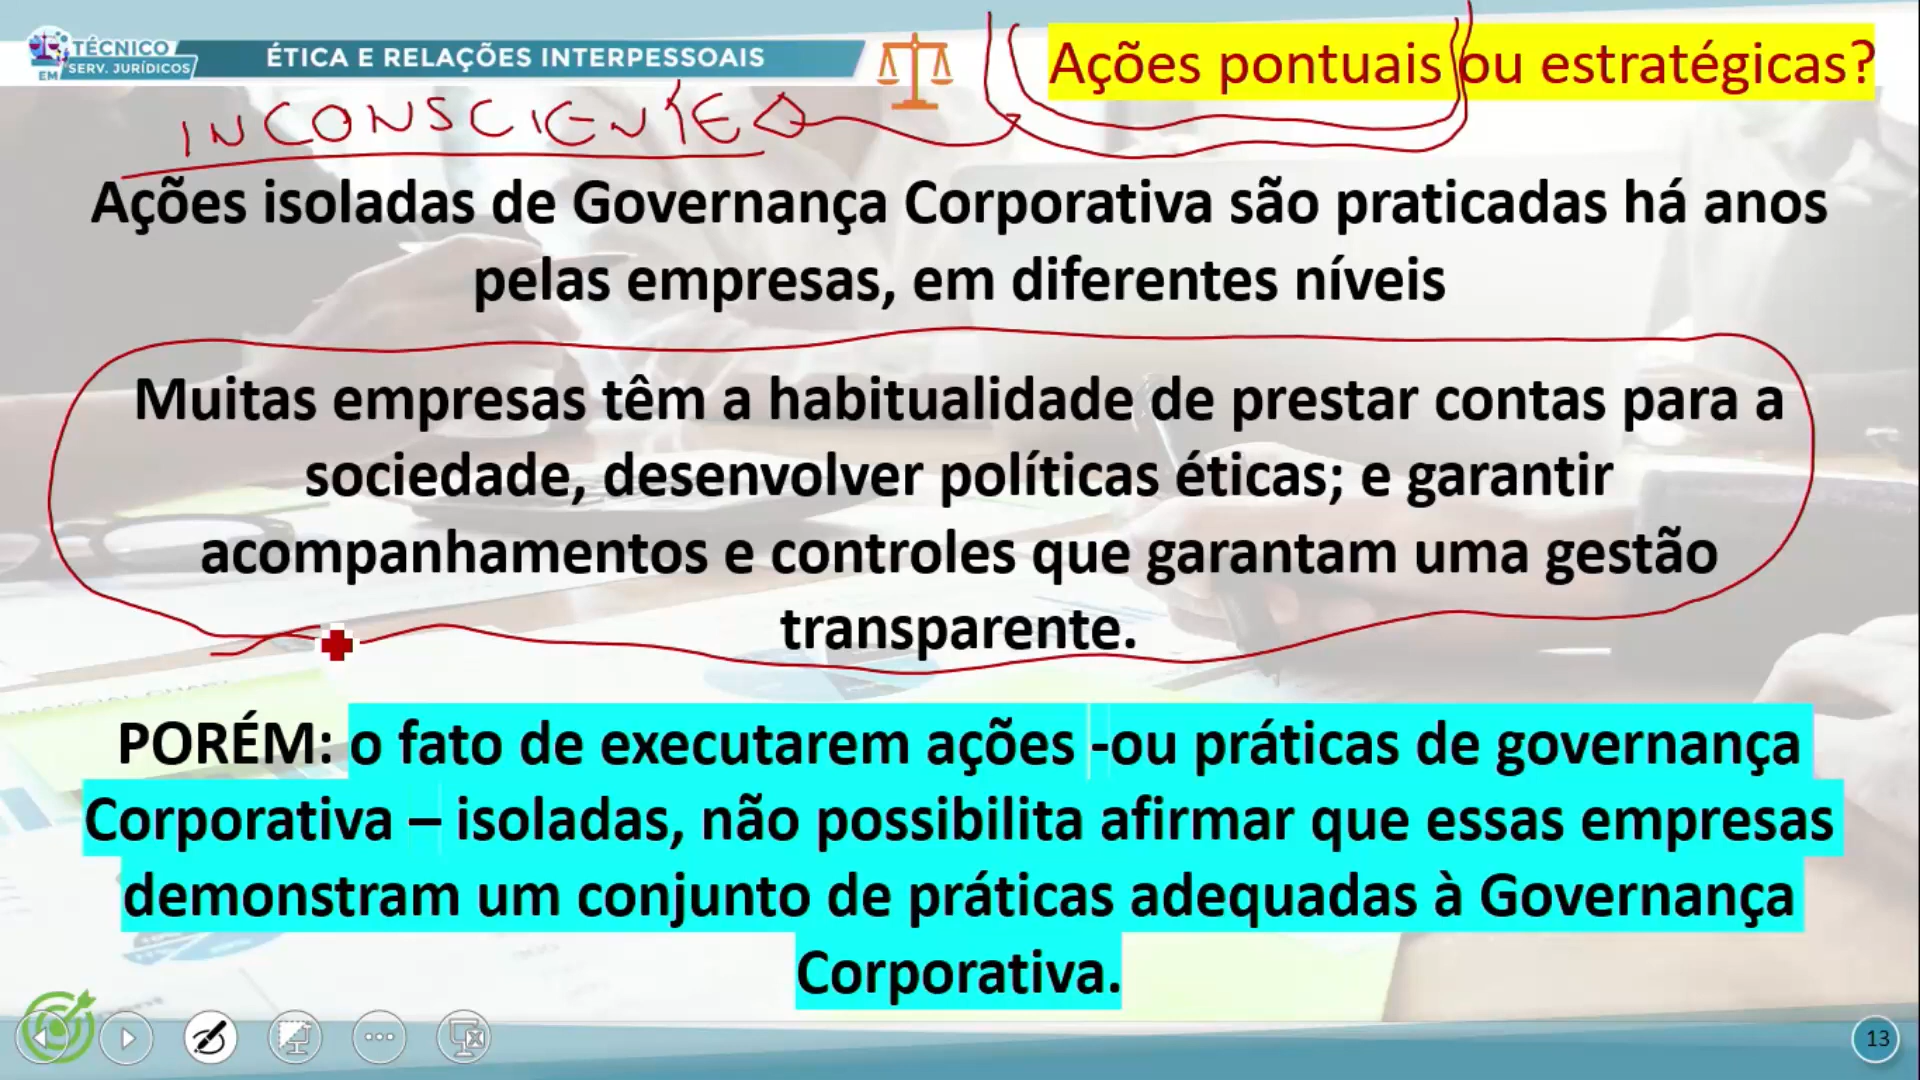 TÉCNICO
EM SERV. JURÍDICOS
ÉTICA E RELAÇÕES INTERPESSOAIS
Ações pontuais ou estratégicas?
INCONSCIENTE
Ações isoladas de Governança Corporativa são praticadas há anos
pelas empresas, em diferentes níveis
Muitas empresas têm a habitualidade de prestar contas para a
sociedade, desenvolver políticas éticas; e garantir
acompanhamentos e controles que garantam uma gestão
transparente.
PORÉM: o fato de executarem ações -ou práticas de governança
Corporativa – isoladas, não possibilita afirmar que essas empresas
demonstram um conjunto de práticas adequadas à Governança
Corporativa.
13